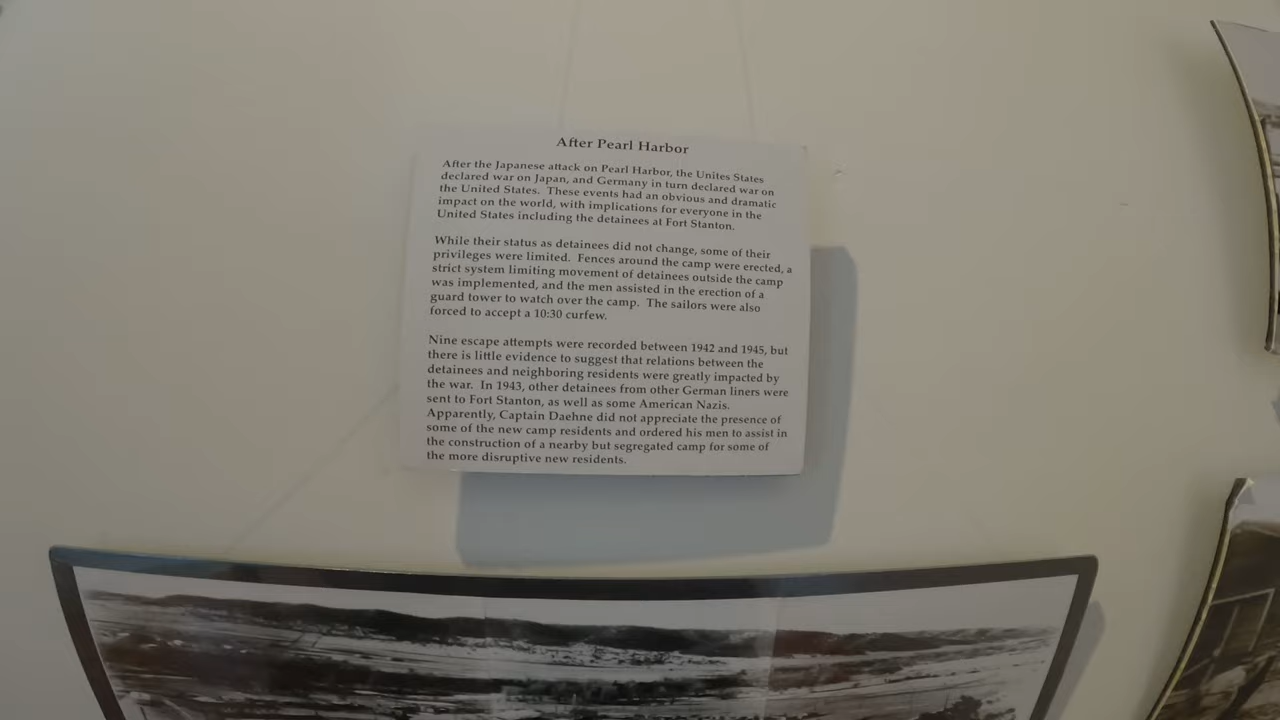 After Pearl Harbor
After the Japanese attack on Pearl Harbor, the Unites States
declared war on Japan, and Germany in turn declared war on
the United States. These events had an obvious and dramatic
impact on the world, with implications for everyone in the
United States including the detainees at Fort Stanton.
While their status as detainees did not change, some of their
privileges were limited. Fences around the camp were erected, a
strict system limiting movement of detainees outside the camp
was implemented, and the men assisted in the erection of a
guard tower to watch over the camp. The sailors were also
forced to accept a 10:30 curfew.
Nine escape attempts were recorded between 1942 and 1945, but
there is little evidence to suggest that relations between the
detainees and neighboring residents were greatly impacted by
the war. In 1943, other detainees from other German liners were
sent to Fort Stanton, as well as some American Nazis.
Apparently, Captain Daehne did not appreciate the presence of
some of the new camp residents and ordered his men to assist in
the construction of a nearby but segregated camp for some of
the more disruptive new residents.